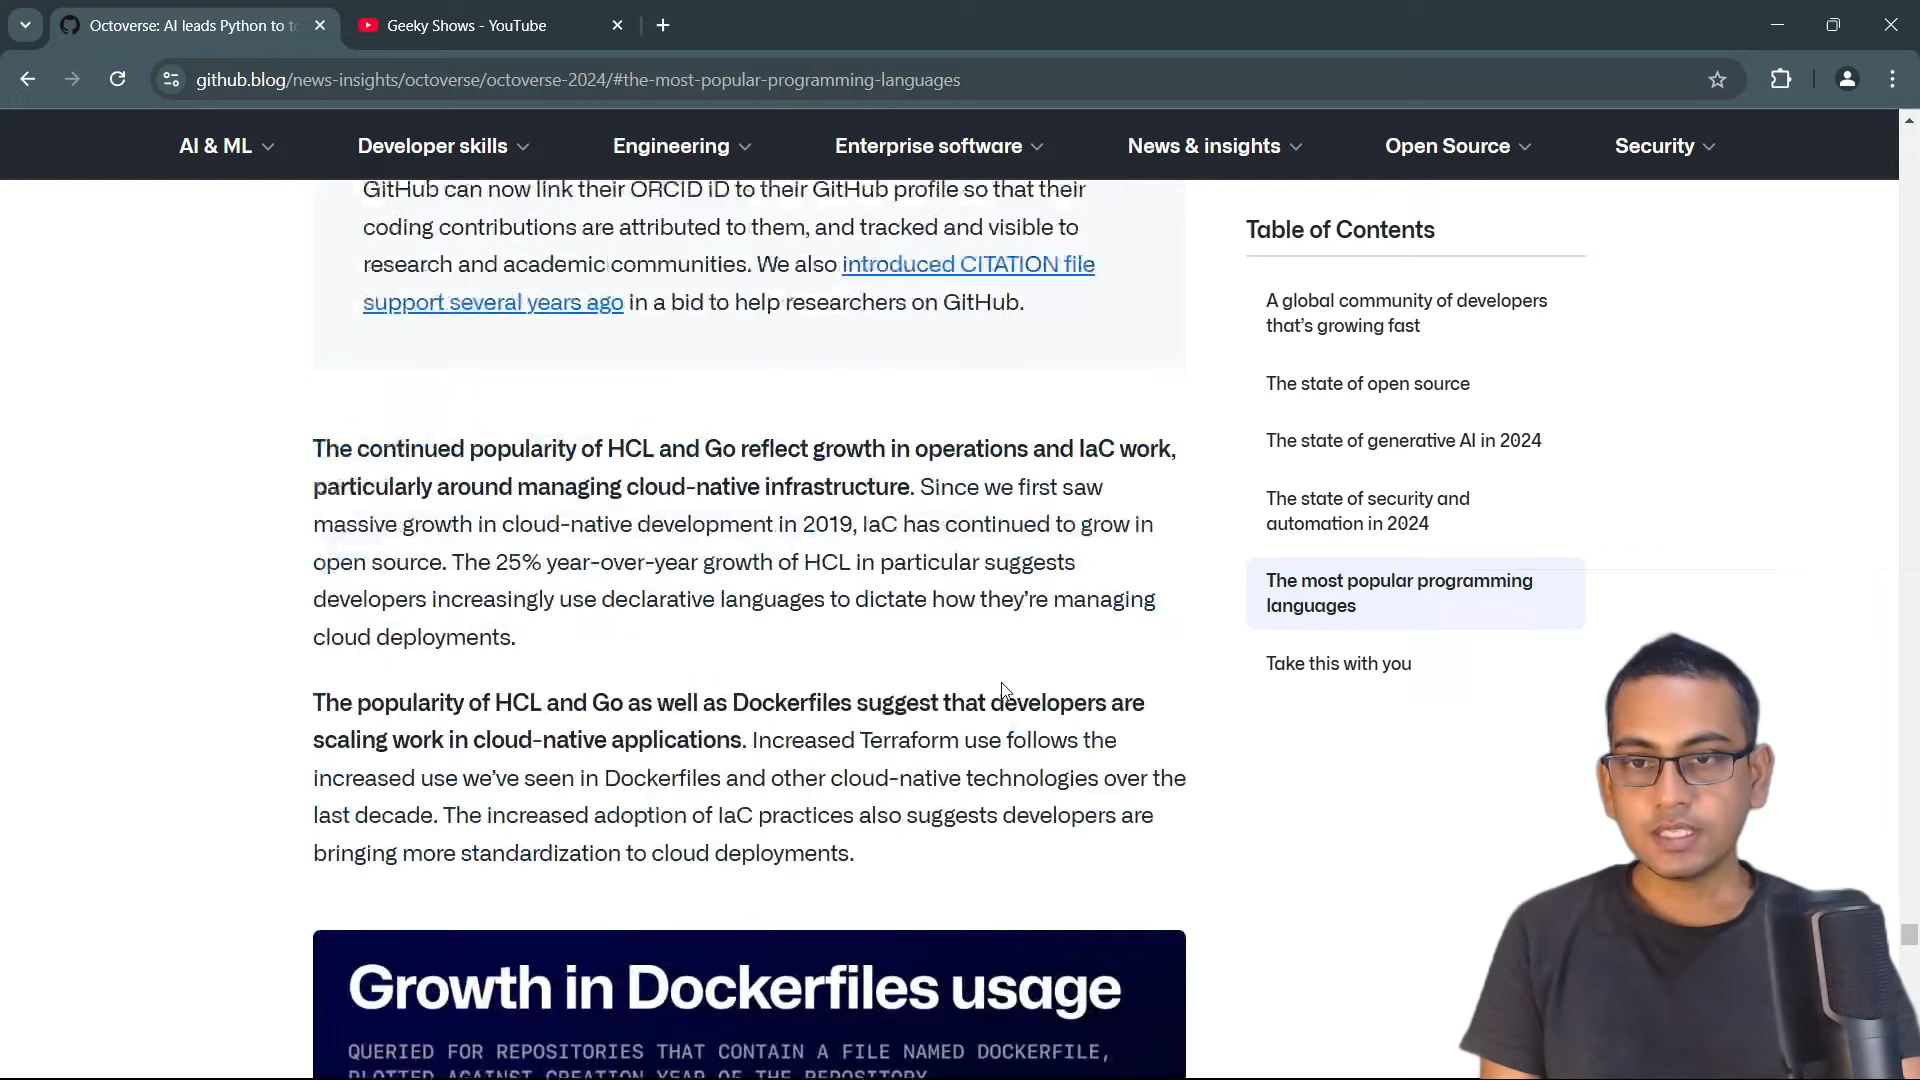 Octoverse: AI leads Python to to
Geeky Shows - YouTube
github.blog/news-insights/octoverse/octoverse-2024/#the-most-popular-programming-languages
AI & ML
Developer skills
Engineering
Enterprise software
News & insights
Open Source
Security
GitHub can now link their ORCID iD to their GitHub profile so that their
coding contributions are attributed to them, and tracked and visible to
research and academic communities. We also introduced CITATION file
support several years ago in a bid to help researchers on GitHub.
The continued popularity of HCL and Go reflect growth in operations and IaC work,
particularly around managing cloud-native infrastructure. Since we first saw
massive growth in cloud-native development in 2019, IaC has continued to grow in
open source. The 25% year-over-year growth of HCL in particular suggests
developers increasingly use declarative languages to dictate how they’re managing
cloud deployments.
The popularity of HCL and Go as well as Dockerfiles suggest that developers are
scaling work in cloud-native applications. Increased Terraform use follows the
increased use we’ve seen in Dockerfiles and other cloud-native technologies over the
last decade. The increased adoption of IaC practices also suggests developers are
bringing more standardization to cloud deployments.
Growth in Dockerfiles usage
QUERIED FOR REPOSITORIES THAT CONTAIN A FILE NAMED DOCKERFILE,
PLOTTED AGAINST CREATION YEAR OF THE REPOSITORY
Table of Contents
A global community of developers
that’s growing fast
The state of open source
The state of generative AI in 2024
The state of security and
automation in 2024
The most popular programming
languages
Take this with you